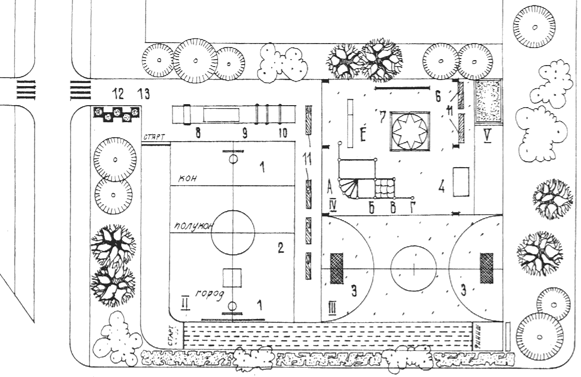 12 13
6
7
11
Е
V
8 9 10
СТАРТ
11
1
КОН
А
IV
Б В Г
4
ПОЛУКОН
2
3 3
ГОРОД
II
1
III
СТАРТ